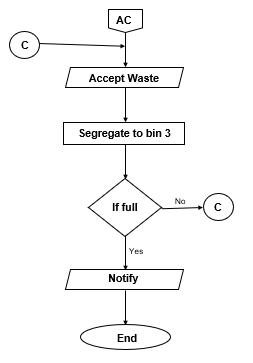 AC
C
Accept Waste
Segregate to bin 3
If full
No
C
Yes
Notify
End